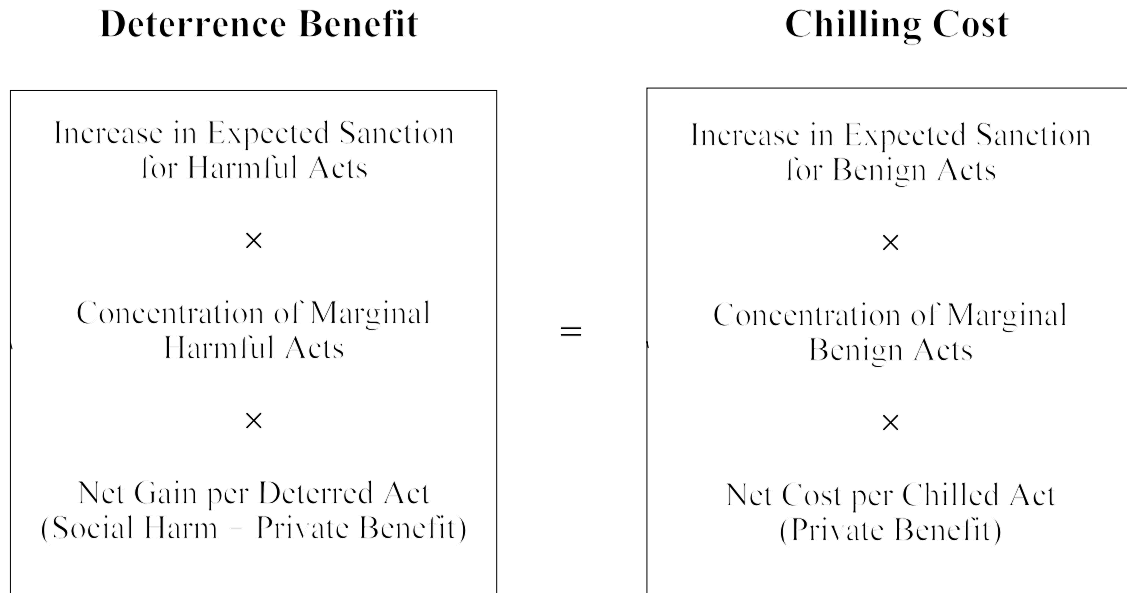 Deterrence Benefit
Increase in Expected Sanction
for Harmful Acts
×
Concentration of Marginal
Harmful Acts
×
Net Gain per Deterred Act
(Social Harm – Private Benefit)
=
Chilling Cost
Increase in Expected Sanction
for Benign Acts
×
Concentration of Marginal
Benign Acts
×
Net Cost per Chilled Act
(Private Benefit)